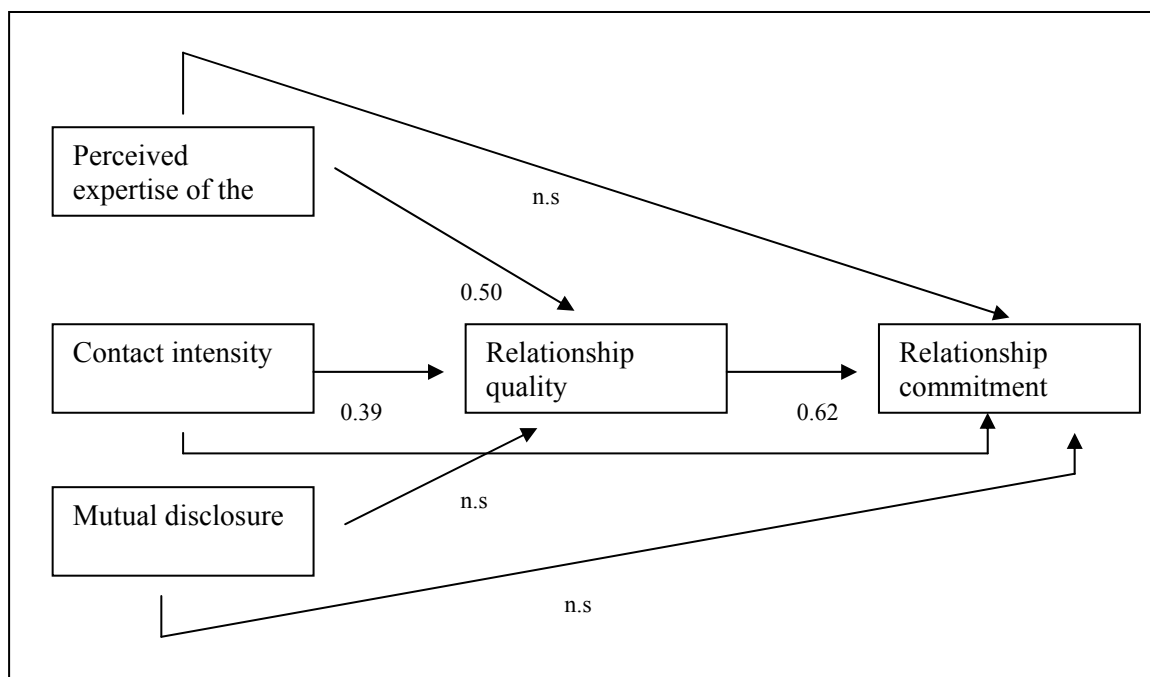 Perceived
expertise of the
n.s
0.50
Contact intensity
Relationship
quality
Relationship
commitment
0.39
0.62
Mutual disclosure
n.s
n.s